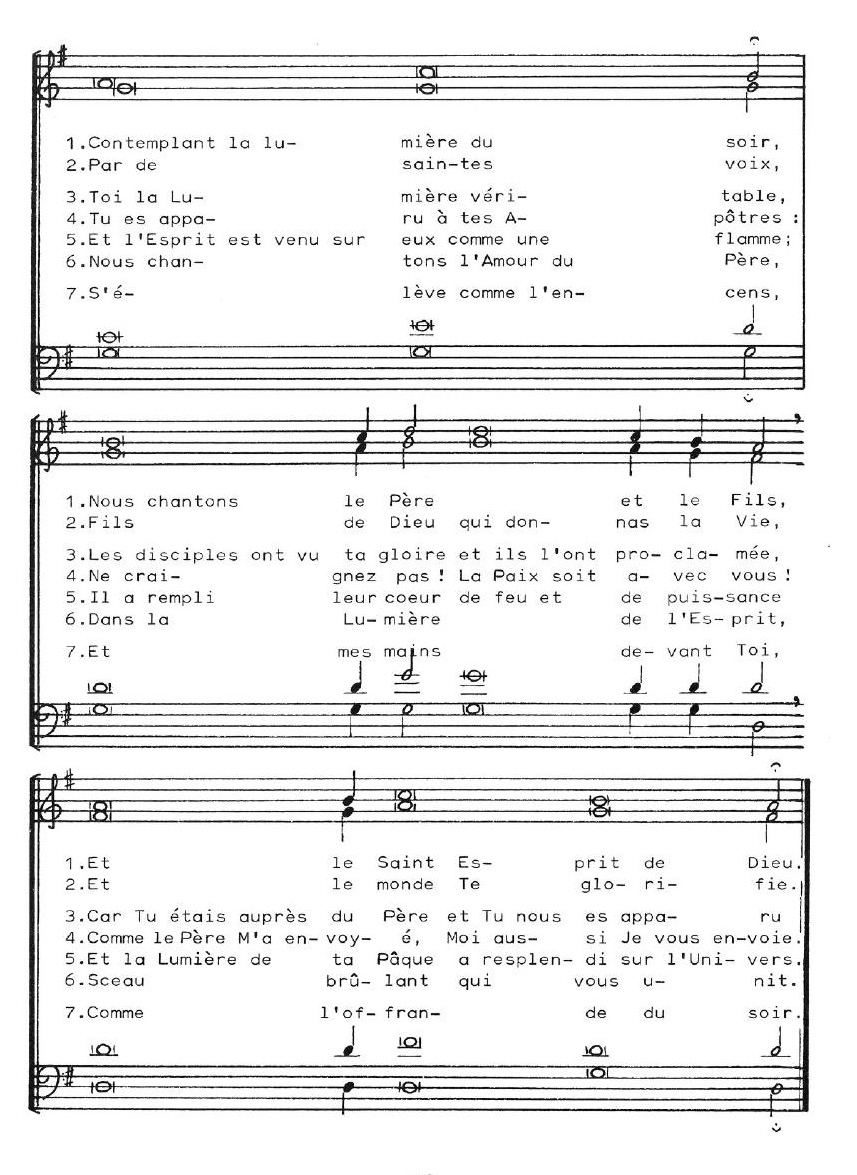 1.Contemplant la lu- mière du soir,
2.Par de sain-tes voix,
3.Toi la Lu- mière véri- table,
4.Tu es appa- ru à tes A- pôtres :
5.Et l'Esprit est venu sur eux comme une flamme;
6.Nous chan- tons l'Amour du Père,
7.S'é- lève comme l'en- cens,
1.Nous chantons le Père et le Fils,
2.Fils de Dieu qui don- nas la Vie,
3.Les disciples ont vu ta gloire et ils l'ont pro- cla- mée,
4.Ne crai- gnez pas ! La Paix soit a- vec vous !
5.Il a rempli leur coeur de feu et de puis-sance
6.Dans la Lu- mière de l'Es- prit,
7.Et mes mains de- vant Toi,
1.Et le Saint Es- prit de Dieu.
2.Et le monde Te glo- ri- fie.
3.Car Tu étais auprès du Père et Tu nous es appa- ru
4.Comme le Père M'a en- voy- é, Moi aus- si Je vous en-voie.
5.Et la Lumière de ta Pâque a resplen- di sur l'Uni- vers.
6.Sceau brû- lant qui vous u- nit.
7.Comme l'of- fran- de du soir.